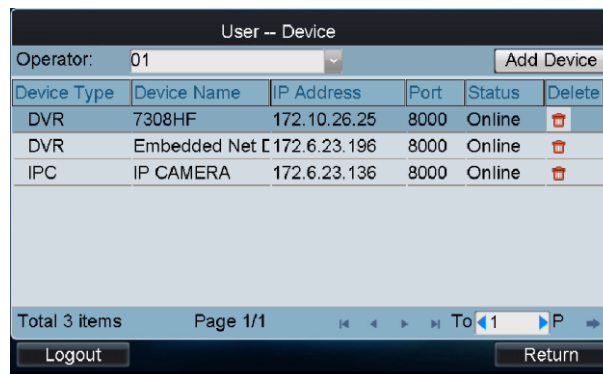 User -- Device
Operator: 01 Add Device
Device Type Device Name IP Address Port Status Delete
DVR 7308HF 172.10.26.25 8000 Online
DVR Embedded Net 172.6.23.196 8000 Online
IPC IP CAMERA 172.6.23.136 8000 Online
Total 3 items Page 1/1 To 1 P
Logout Return